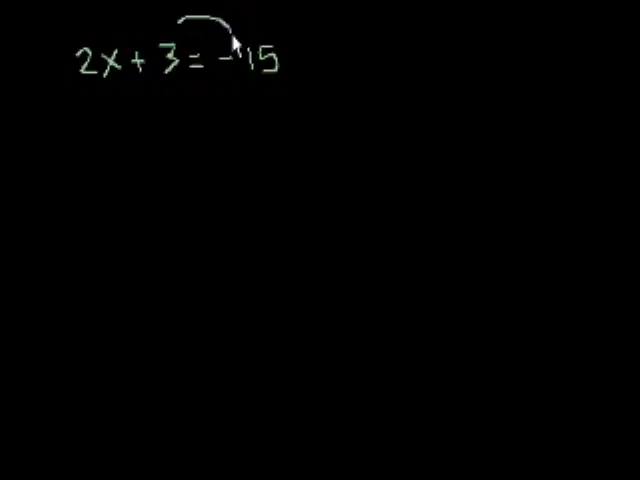 2x + 3 = -15